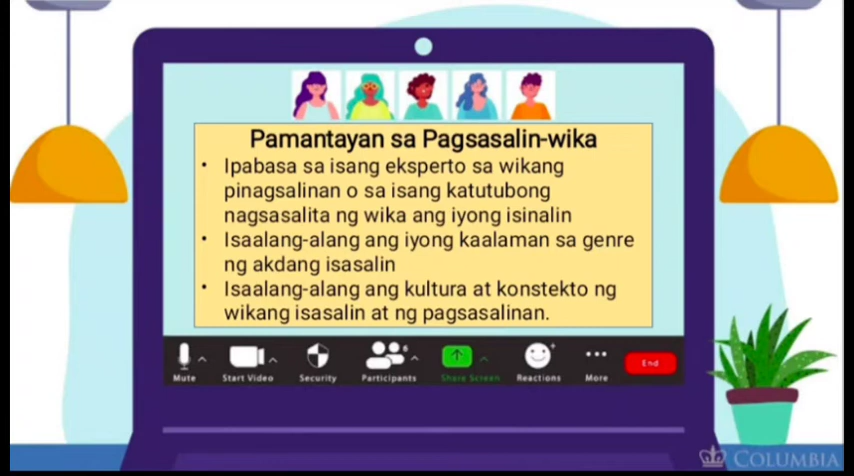 Pamantayan sa Pagsasalin-wika
• Ipabasa sa isang eksperto sa wikang
pinagsalinan o sa isang katutubong
nagsasalita ng wika ang iyong isinalin
• Isaalang-alang ang iyong kaalaman sa genre
ng akdang isasalin
• Isaalang-alang ang kultura at konstekto ng
wikang isasalin at ng pagsasalinan.
6
Mute Start Video Security Participants Share Screen Reactions More End
COLUMBIA